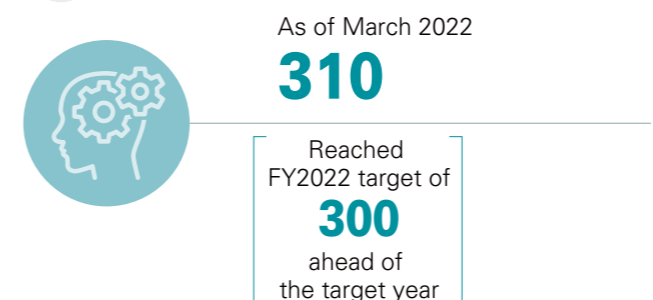 As of March 2022
310
Reached
FY2022 target of
300
ahead of
the target year